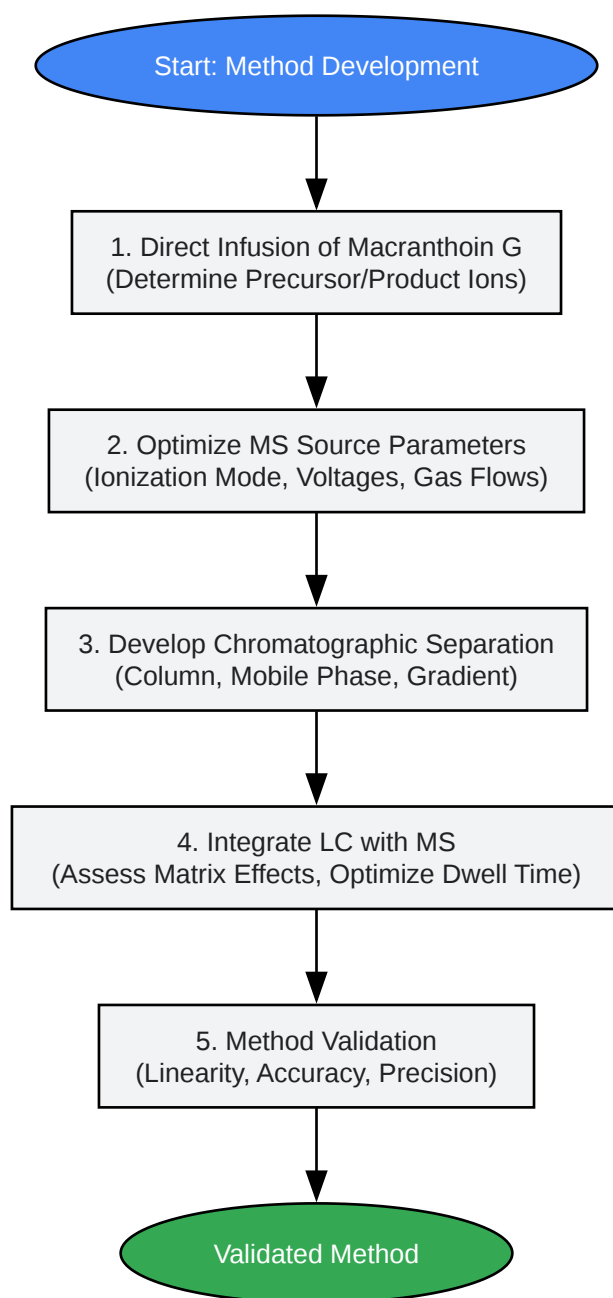 Start: Method Development
1. Direct Infusion of Macranthoin G
(Determine Precursor/Product Ions)
2. Optimize MS Source Parameters
(Ionization Mode, Voltages, Gas Flows)
3. Develop Chromatographic Separation
(Column, Mobile Phase, Gradient)
4. Integrate LC with MS
(Assess Matrix Effects, Optimize Dwell Time)
5. Method Validation
(Linearity, Accuracy, Precision)
Validated Method